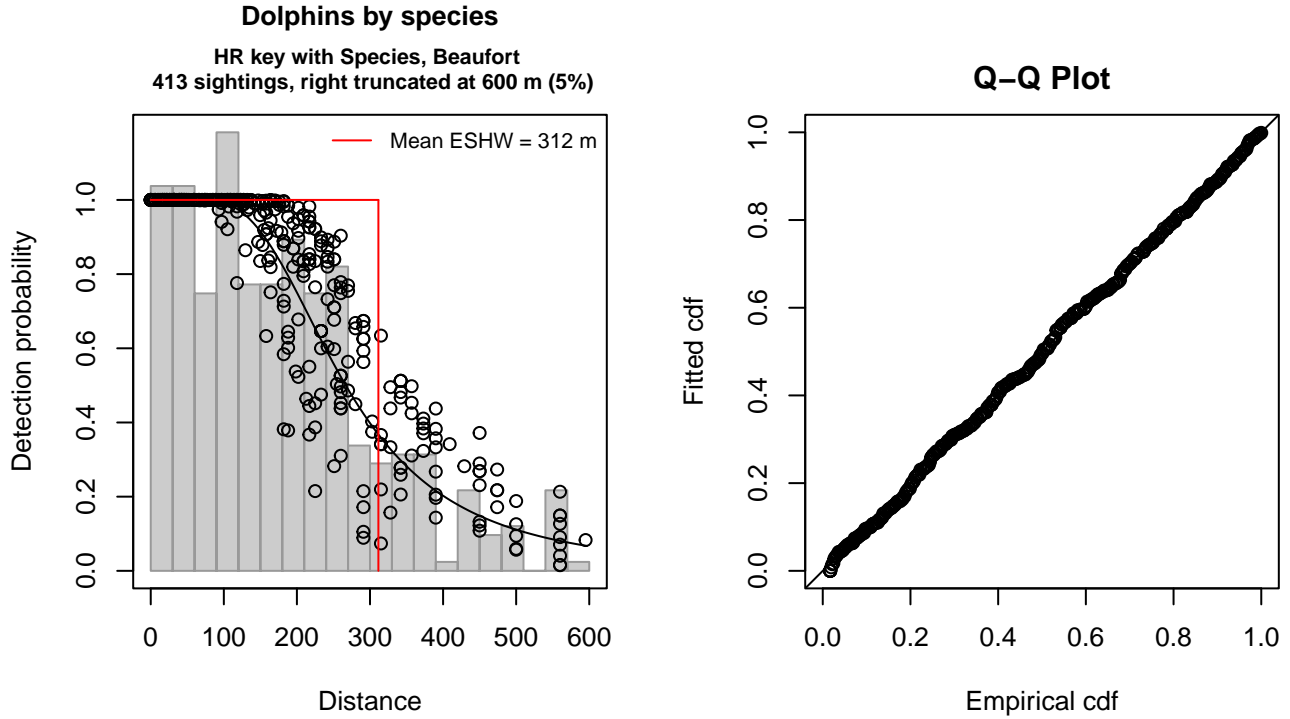 Dolphins by species
HR key with Species, Beaufort
413 sightings, right truncated at 600 m (5%)
Mean ESHW = 312 m
Detection probability
0.0 0.2 0.4 0.6 0.8 1.0
0 100 200 300 400 500 600
Distance
Q−Q Plot
Fitted cdf
0.0 0.2 0.4 0.6 0.8 1.0
0.0 0.2 0.4 0.6 0.8 1.0
Empirical cdf